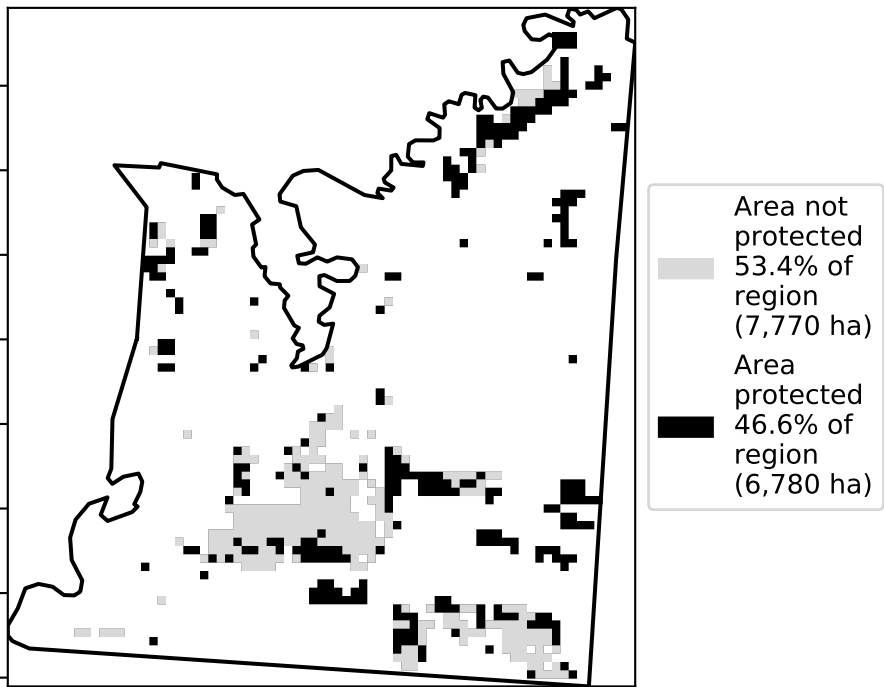 Area not
protected
53.4% of
region
(7,770 ha)
Area
protected
46.6% of
region
(6,780 ha)